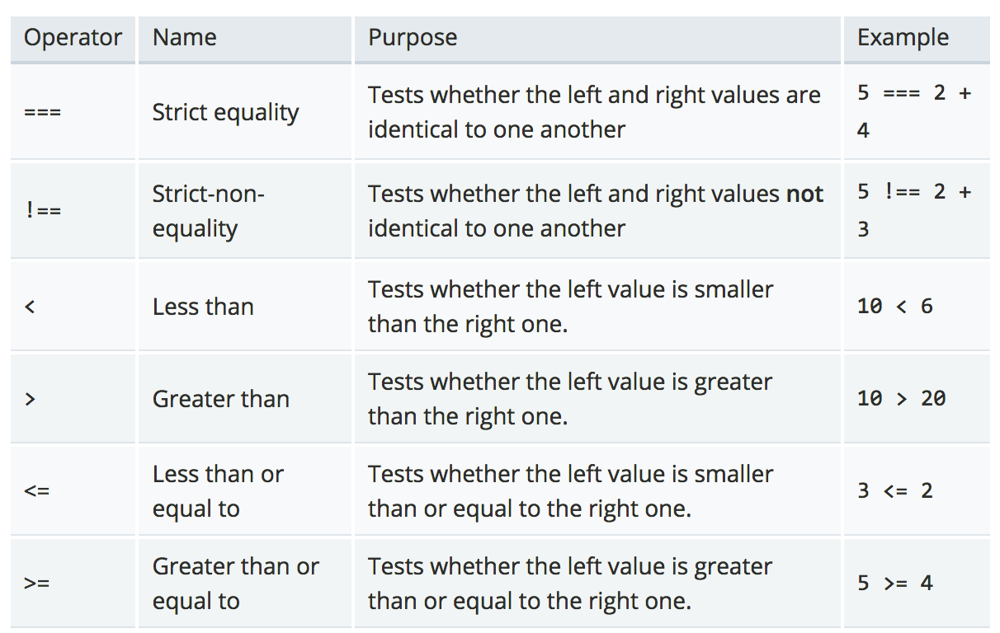 Operator Name Purpose Example
=== Strict equality Tests whether the left and right values are identical to one another 5 === 2 + 4
!== Strict-non-equality Tests whether the left and right values not identical to one another 5 !== 2 + 3
< Less than Tests whether the left value is smaller than the right one. 10 < 6
> Greater than Tests whether the left value is greater than the right one. 10 > 20
<= Less than or equal to Tests whether the left value is smaller than or equal to the right one. 3 <= 2
>= Greater than or equal to Tests whether the left value is greater than or equal to the right one. 5 >= 4